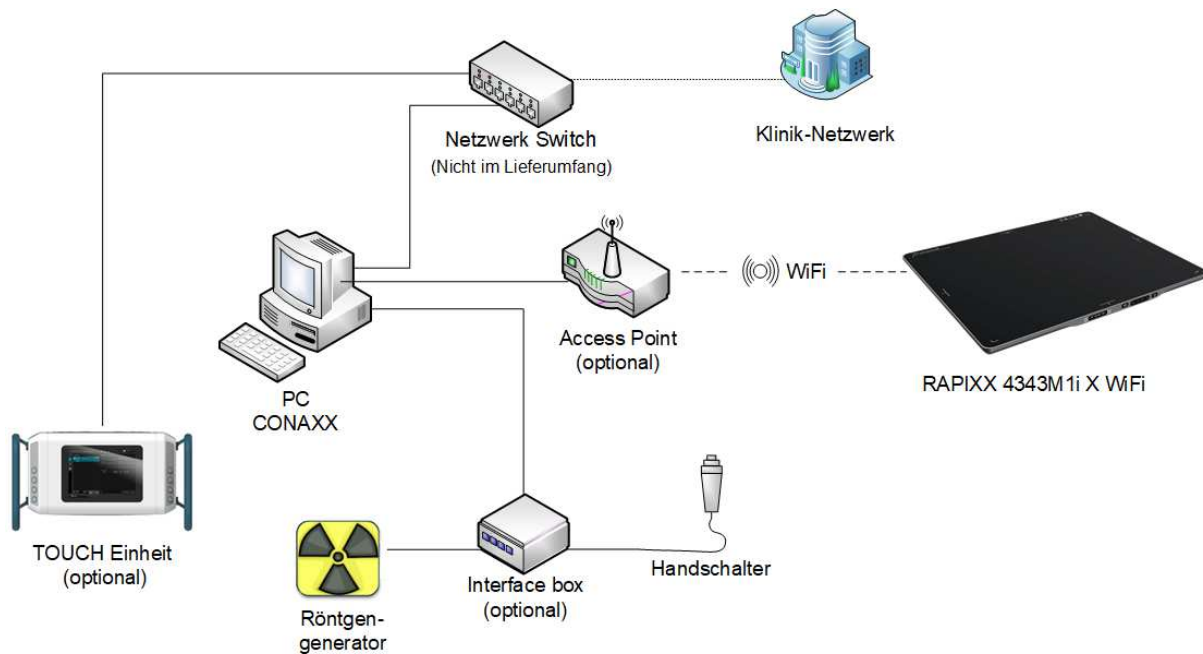 Netzwerk Switch
(Nicht im Lieferumfang)
Klinik-Netzwerk
WiFi
Access Point
(optional)
RAPIXX 4343M1i X WiFi
PC
CONAXX
TOUCH Einheit
(optional)
Röntgen-
generator
Interface box
(optional)
Handschalter